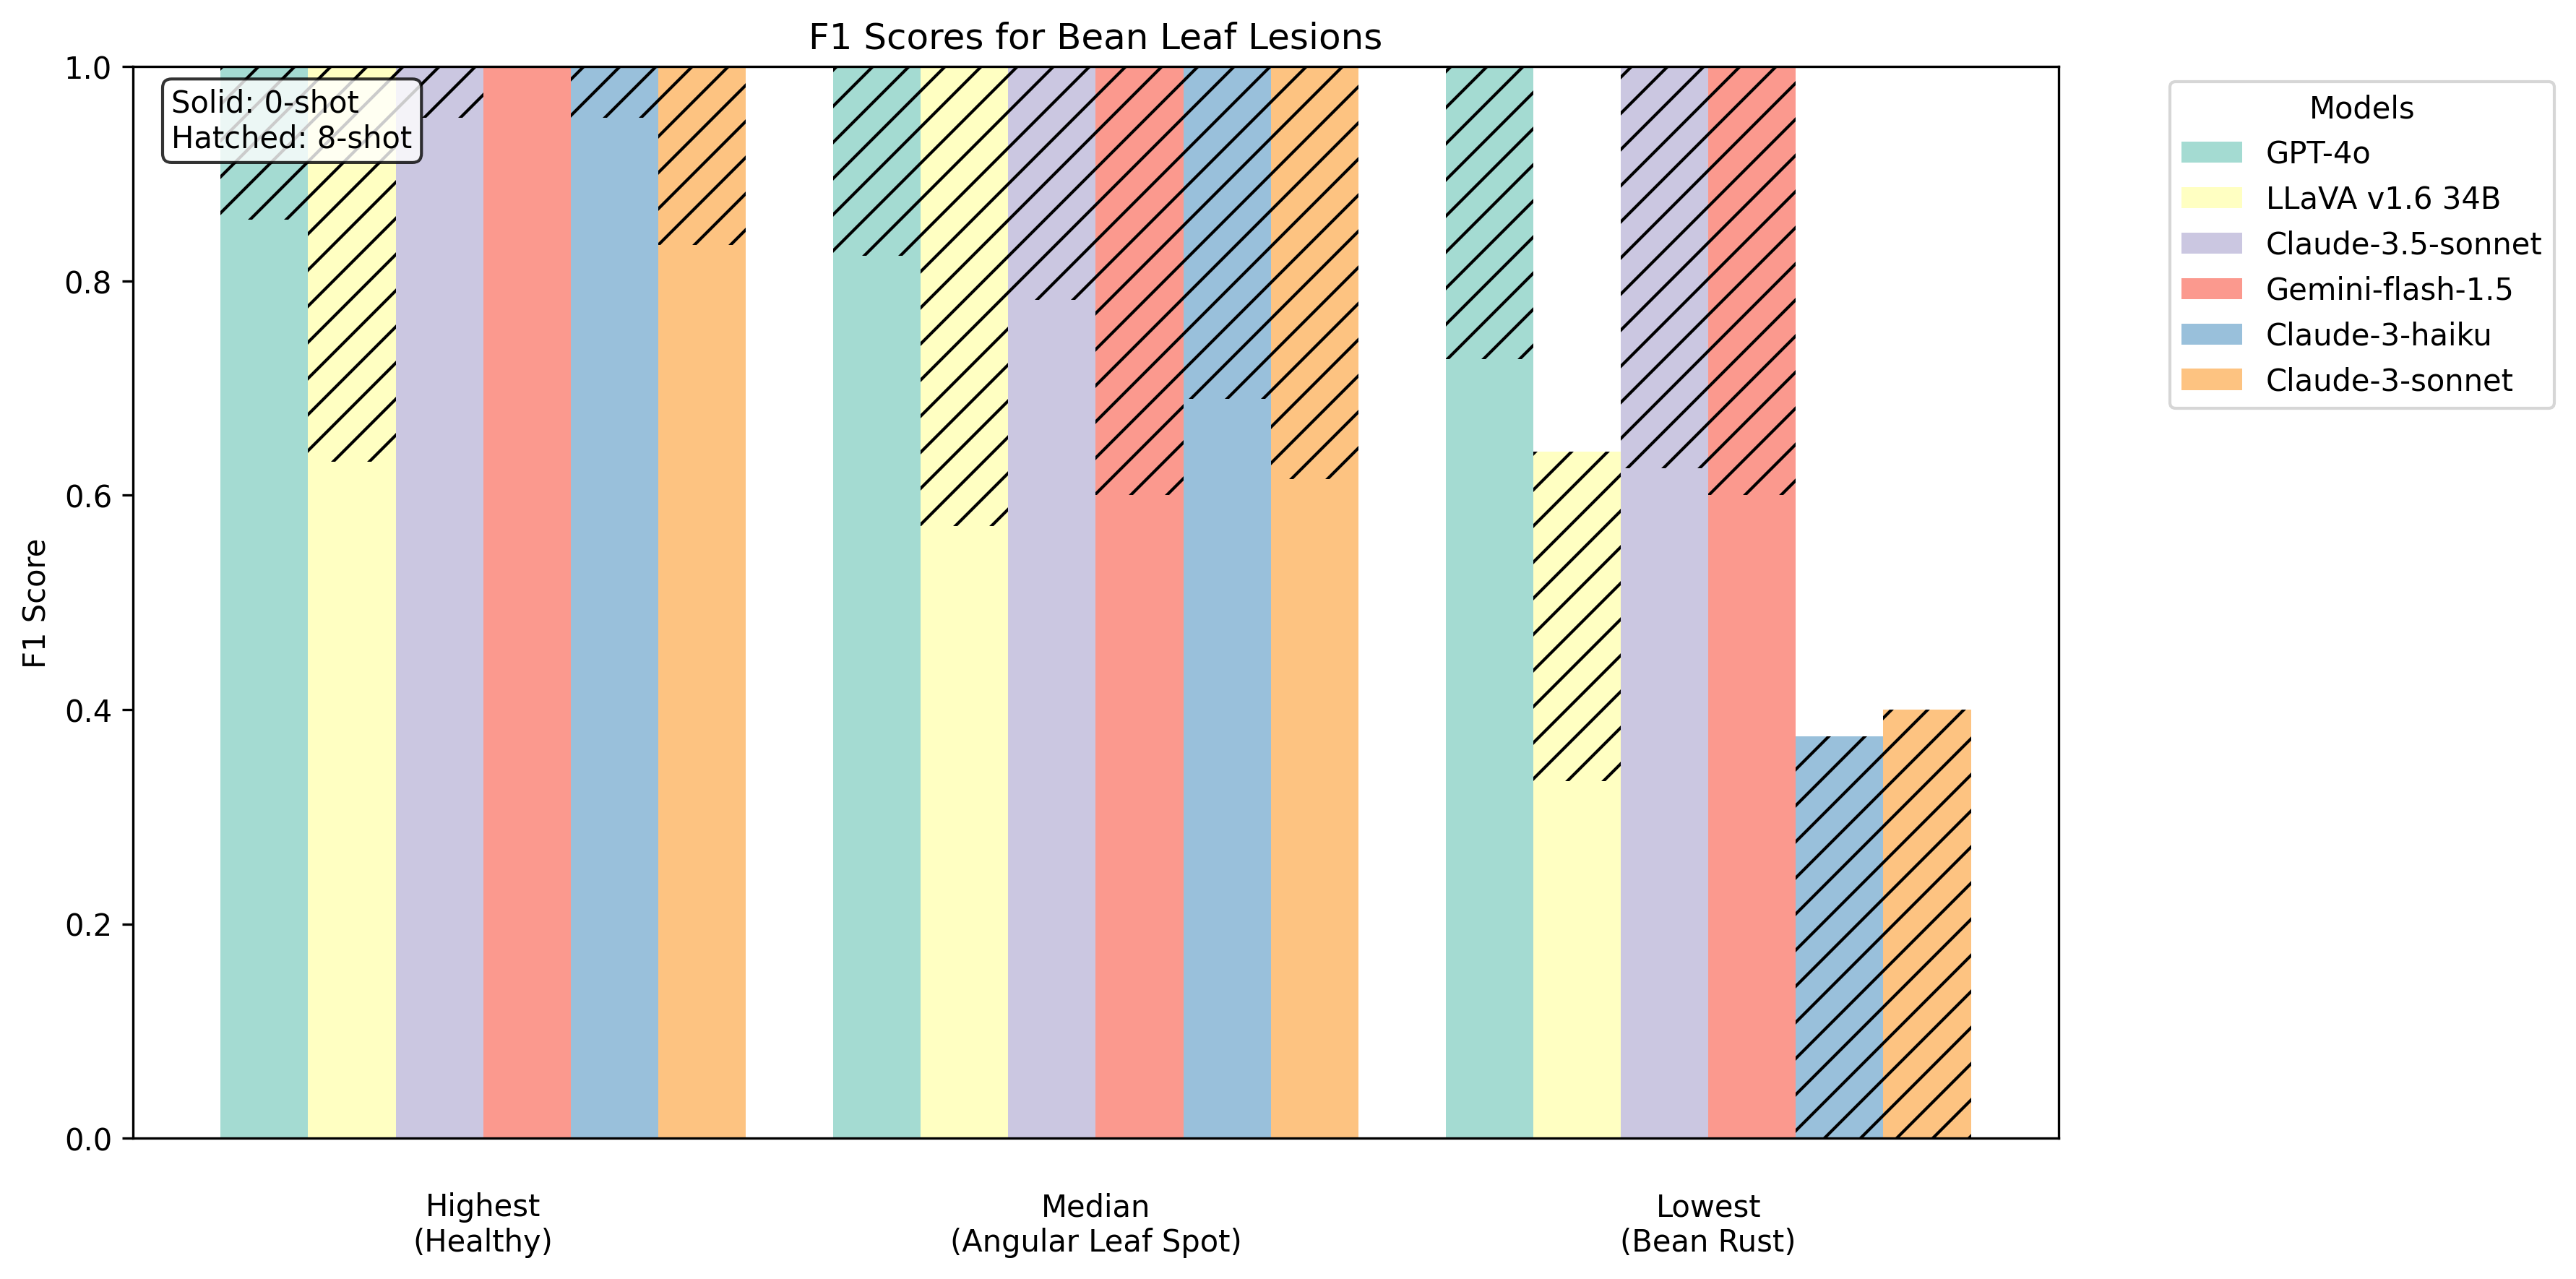 F1 Scores for Bean Leaf Lesions
Solid: 0-shot
Hatched: 8-shot
1.0
0.8
0.6
0.4
0.2
0.0
F1 Score
Highest
(Healthy)
Median
(Angular Leaf Spot)
Lowest
(Bean Rust)
Models
GPT-4o
LLaVA v1.6 34B
Claude-3.5-sonnet
Gemini-flash-1.5
Claude-3-haiku
Claude-3-sonnet